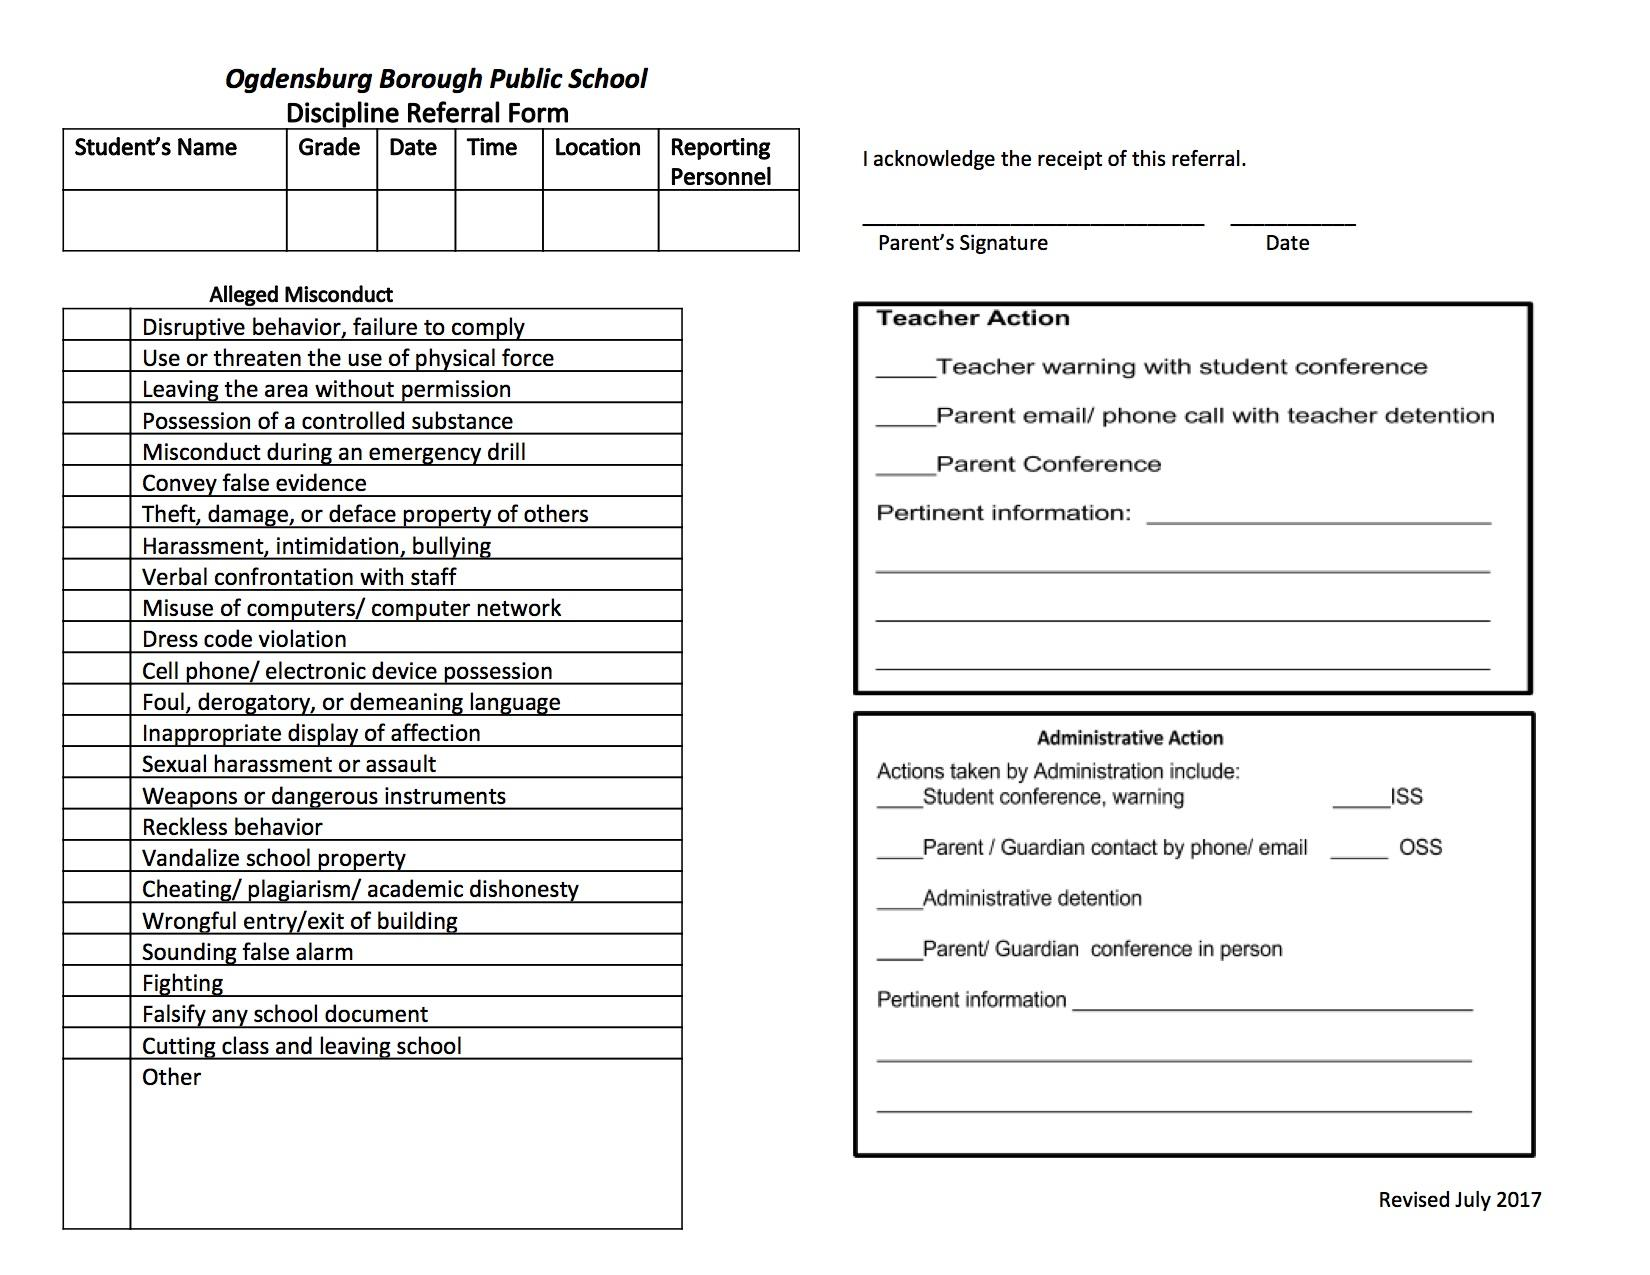 Ogdensburg Borough Public School
Discipline Referral Form
Student’s Name Grade Date Time Location Reporting Personnel
Alleged Misconduct
Disruptive behavior, failure to comply
Use or threaten the use of physical force
Leaving the area without permission
Possession of a controlled substance
Misconduct during an emergency drill
Convey false evidence
Theft, damage, or deface property of others
Harassment, intimidation, bullying
Verbal confrontation with staff
Misuse of computers/ computer network
Dress code violation
Cell phone/ electronic device possession
Foul, derogatory, or demeaning language
Inappropriate display of affection
Sexual harassment or assault
Weapons or dangerous instruments
Reckless behavior
Vandalize school property
Cheating/ plagiarism/ academic dishonesty
Wrongful entry/exit of building
Sounding false alarm
Fighting
Falsify any school document
Cutting class and leaving school
Other
I acknowledge the receipt of this referral.
___________________________ __________
Parent’s Signature Date
Teacher Action
_____Teacher warning with student conference
_____Parent email/ phone call with teacher detention
_____Parent Conference
Pertinent information: ____________________________
Administrative Action
Actions taken by Administration include:
____Student conference, warning _____ISS
____Parent / Guardian contact by phone/ email _____ OSS
____Administrative detention
____Parent/ Guardian conference in person
Pertinent information ___________________________________
Revised July 2017